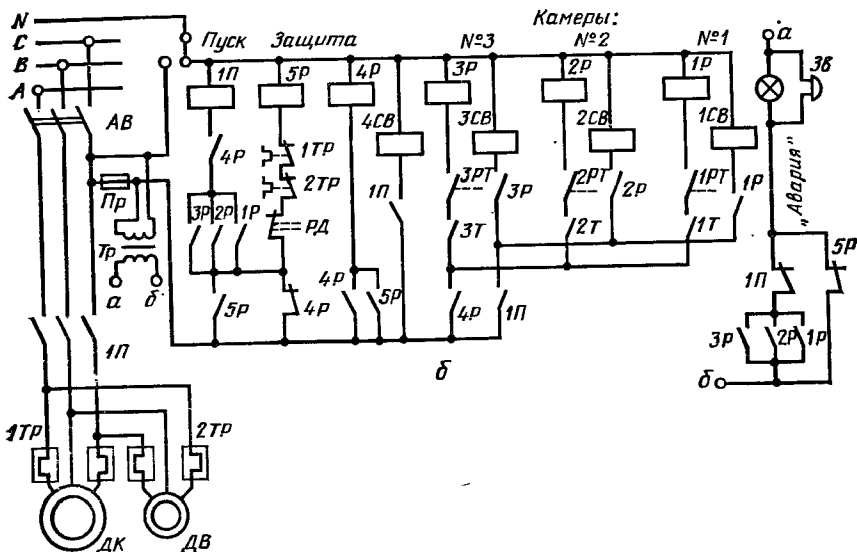 Камеры:
N
C
B
A
Пуск
Защита
№3
№2
№1
a
Зв
1П
5Р
4Р
3Р
2Р
1Р
4СВ
3СВ
2СВ
1СВ
АВ
4Р
1ТР
2ТР
3РТ
3Р
2РТ
2Р
1РТ
1Р
Пр
1П
3Р
2Р
1Р
РД
3Т
2Т
1Т
„Авария"
Тр
а
б
5Р
4Р
4Р
5Р
4Р
1П
1П
5Р
1П
3Р
2Р
1Р
б
б
1ТР
2ТР
ДК
ДВ